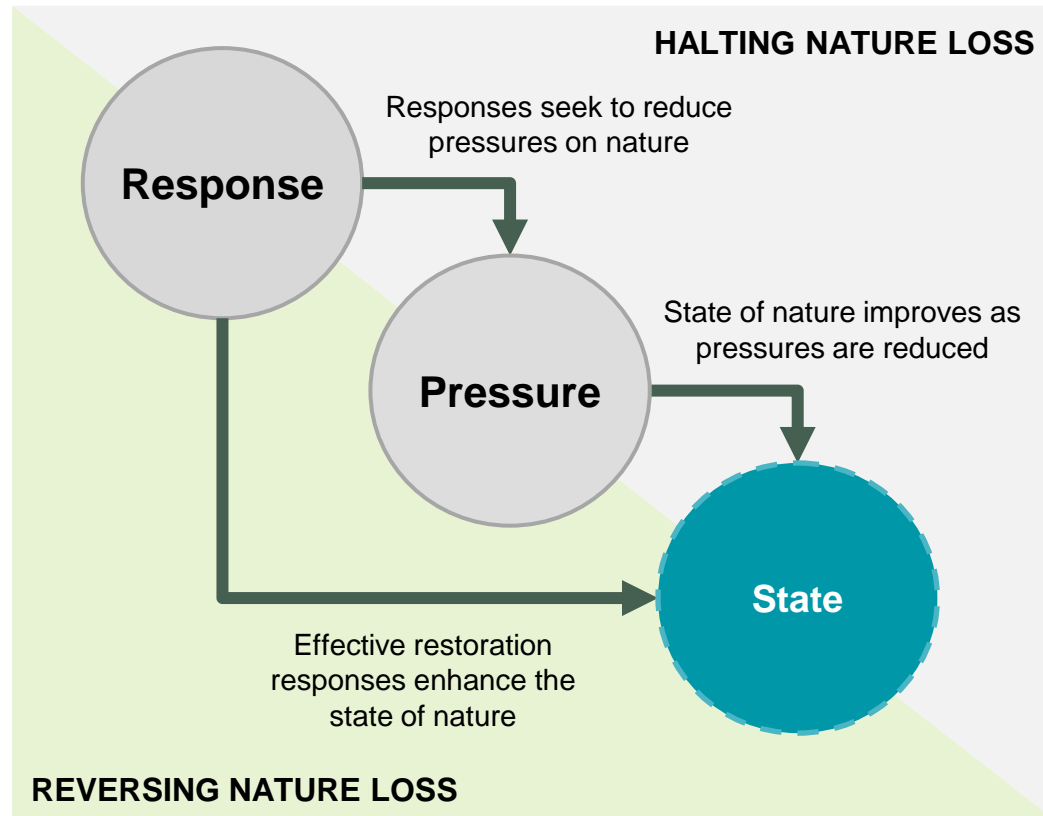 HALTING NATURE LOSS
Responses seek to reduce
pressures on nature
Response
State of nature improves as
pressures are reduced
Pressure
State
Effective restoration
responses enhance the
state of nature
REVERSING NATURE LOSS